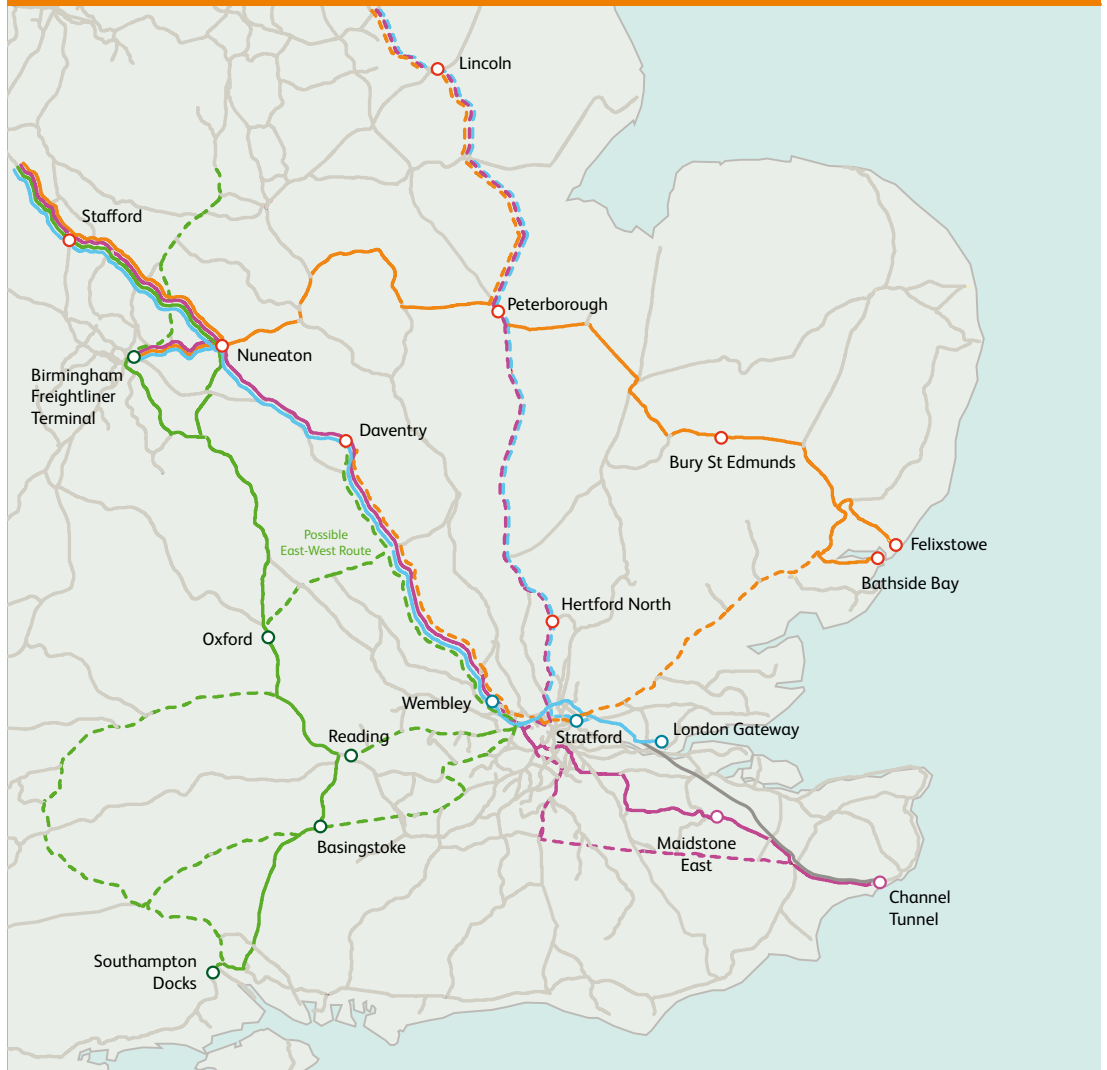 Lincoln
Stafford
Peterborough
Nuneaton
Birmingham
Freightliner
Terminal
Daventry
Bury St Edmunds
Possible
East-West Route
Felixstowe
Bathside Bay
Hertford North
Oxford
Wembley
Stratford
London Gateway
Reading
Basingstoke
Maidstone
East
Channel
Tunnel
Southampton
Docks